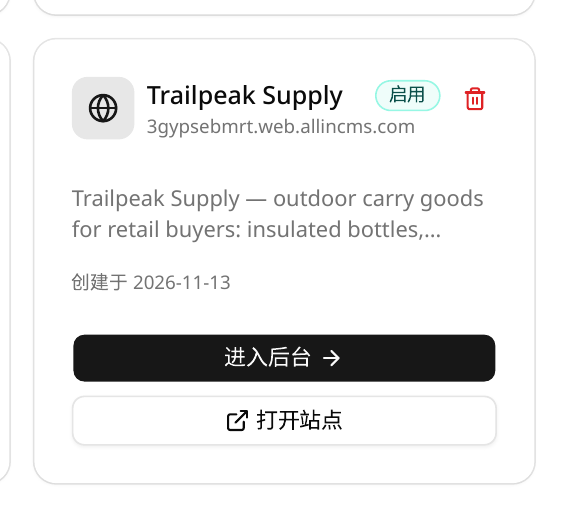 Trailpeak Supply
启用
3gypsebmrt.web.allincms.com
Trailpeak Supply — outdoor carry goods
for retail buyers: insulated bottles,...
创建于 2026-11-13
进入后台
打开站点